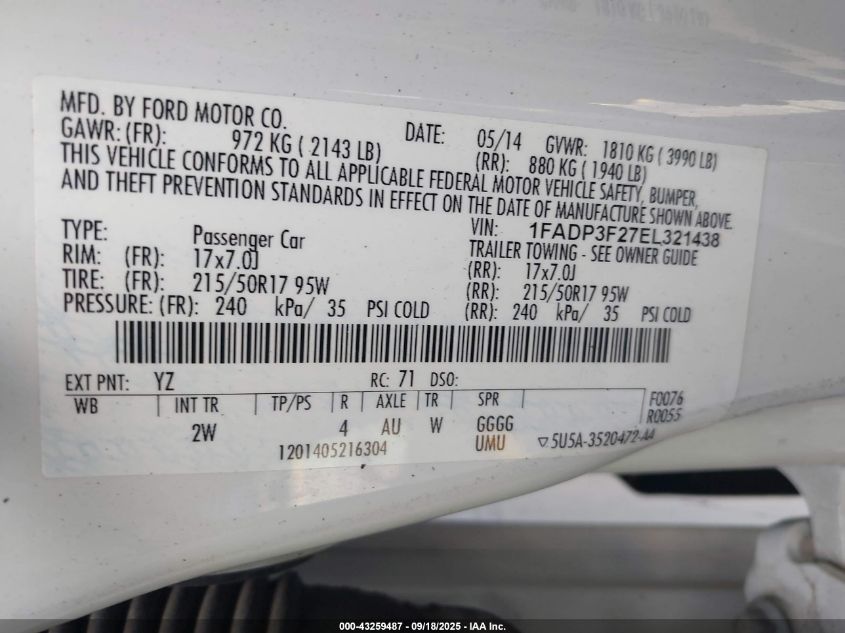 MFD. BY FORD MOTOR CO.
DATE: 05/14 GVWR: 1810 KG ( 3990 LB)
GAWR: (FR): 972 KG ( 2143 LB) (RR): 880 KG ( 1940 LB)
THIS VEHICLE CONFORMS TO ALL APPLICABLE FEDERAL MOTOR VEHICLE SAFETY, BUMPER,
AND THEFT PREVENTION STANDARDS IN EFFECT ON THE DATE OF MANUFACTURE SHOWN ABOVE.
VIN: 1FADP3F27EL321438
TYPE: Passenger Car TRAILER TOWING - SEE OWNER GUIDE
RIM: (FR): 17x7.0J (RR): 17x7.0J
TIRE: (FR): 215/50R17 95W (RR): 215/50R17 95W
PRESSURE: (FR): 240 kPa/ 35 PSI COLD (RR): 240 kPa/ 35 PSI COLD
EXT PNT: YZ RC: 71 DSO:
WB INT TR TP/PS R AXLE TR SPR F0076
R0055
2W 4 AU W GGGG
1201405216304 UMU ▽5U5A-3520472-AA
000-43259487 - 09/18/2025 - IAA Inc.